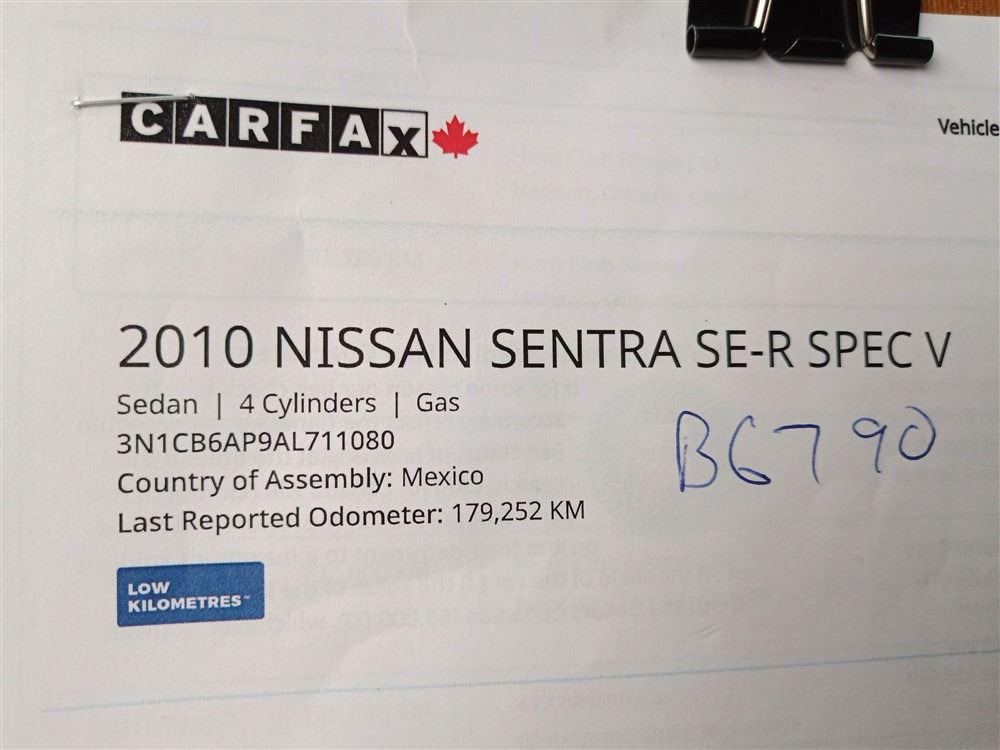 CARFAX
Vehicle
2010 NISSAN SENTRA SE-R SPEC V
Sedan | 4 Cylinders | Gas
3N1CB6AP9AL711080
B6790
Country of Assembly: Mexico
Last Reported Odometer: 179,252 KM
LOW
KILOMETRES™